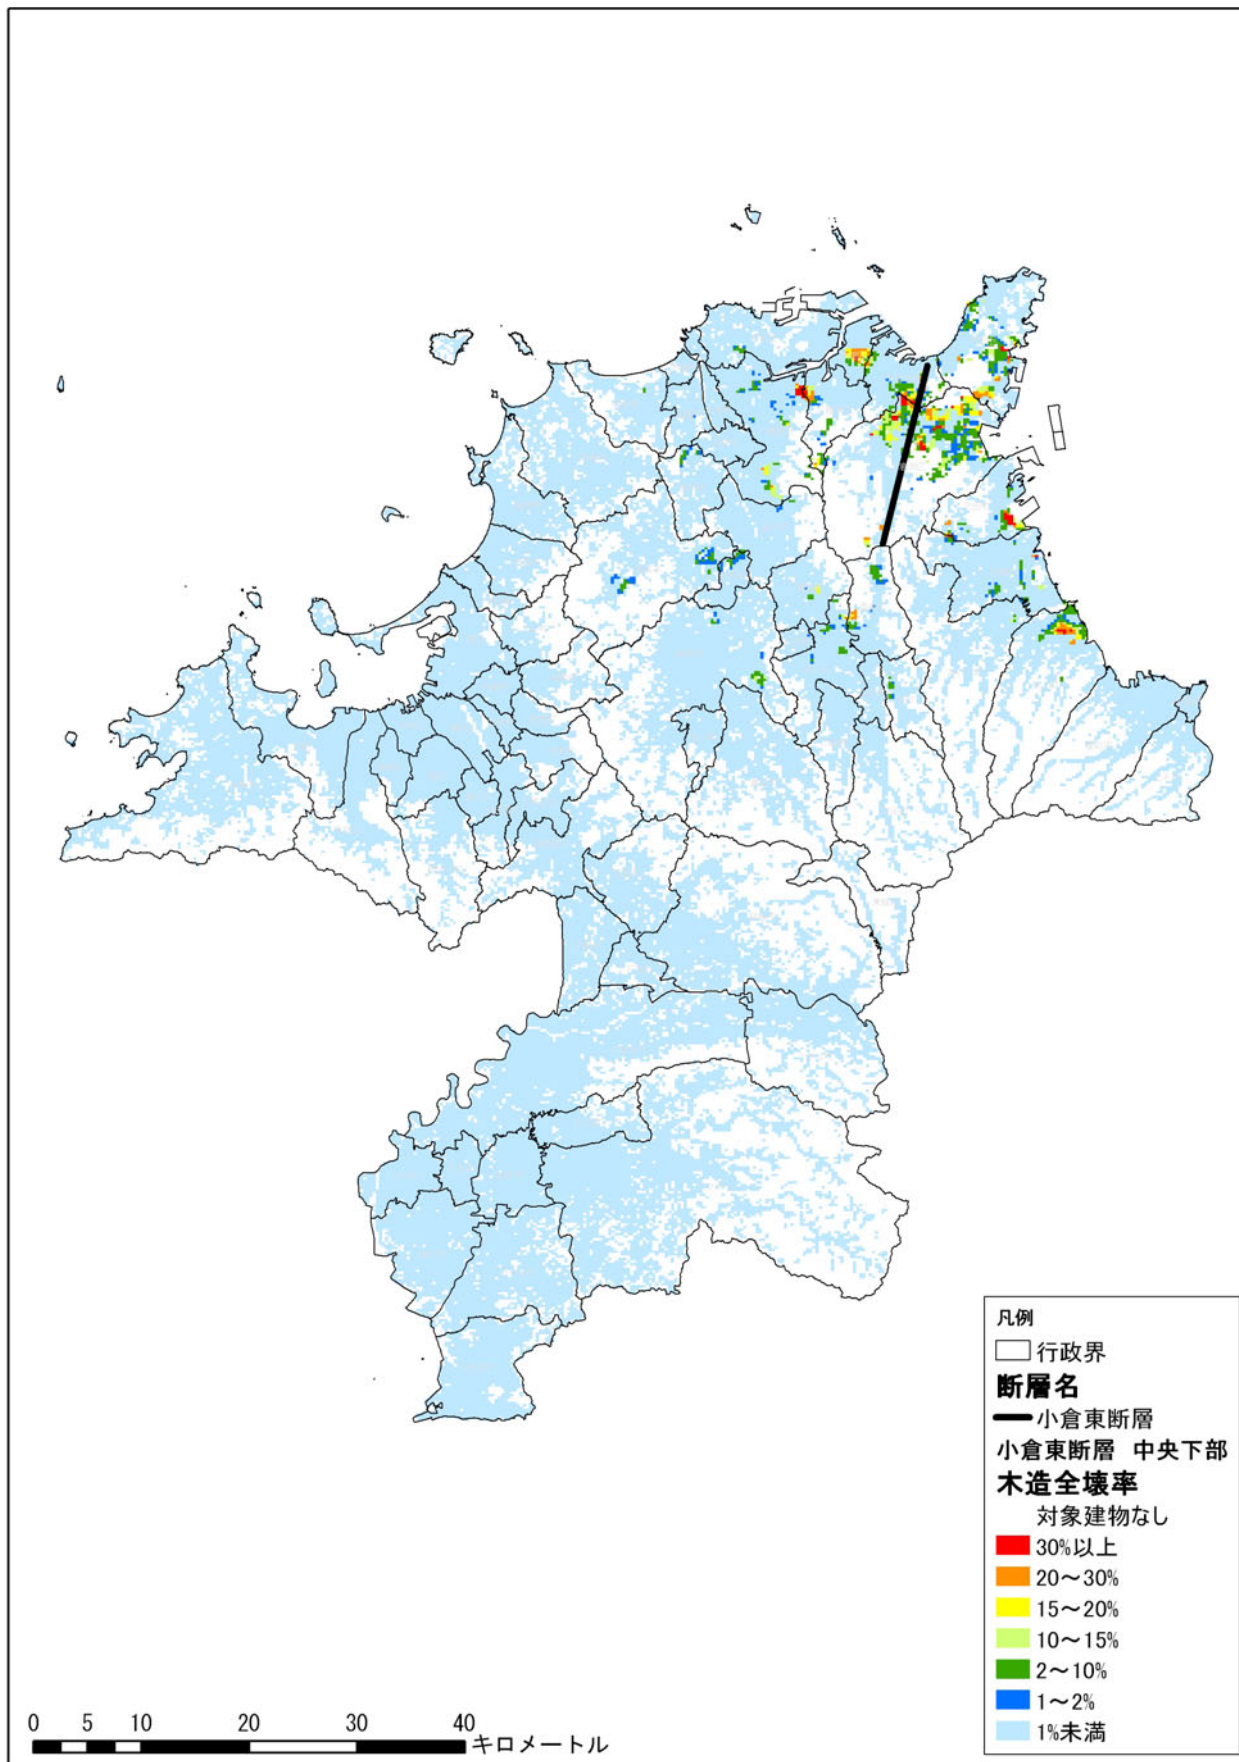 凡例
行政界
断層名
小倉東断層
小倉東断層 中央下部
木造全壊率
対象建物なし
30%以上
20～30%
15～20%
10～15%
2～10%
1～2%
1%未満
0 5 10 20 30 40
キロメートル